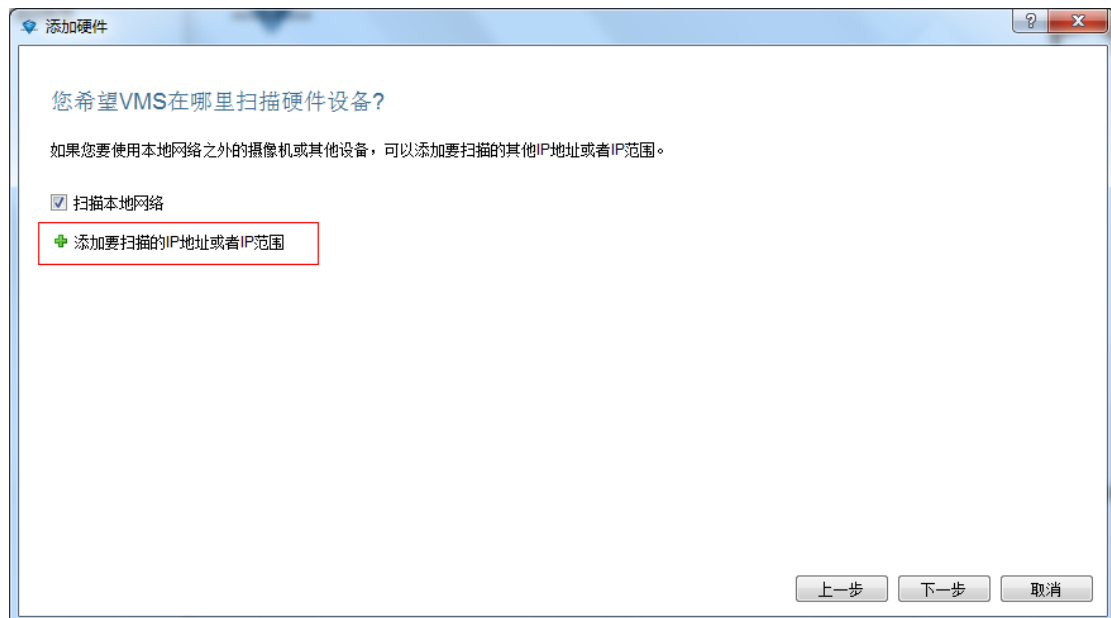 添加硬件
您希望VMS在哪里扫描硬件设备?
如果您要使用本地网络之外的摄像机或其他设备，可以添加要扫描的其他IP地址或者IP范围。
扫描本地网络
添加要扫描的IP地址或者IP范围
上一步 下一步 取消